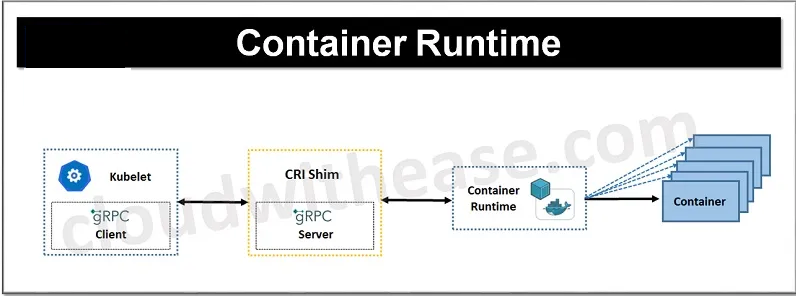 Container Runtime
cloudwithease.com
Kubelet
gRPC
Client
CRI Shim
gRPC
Server
Container
Runtime
Container